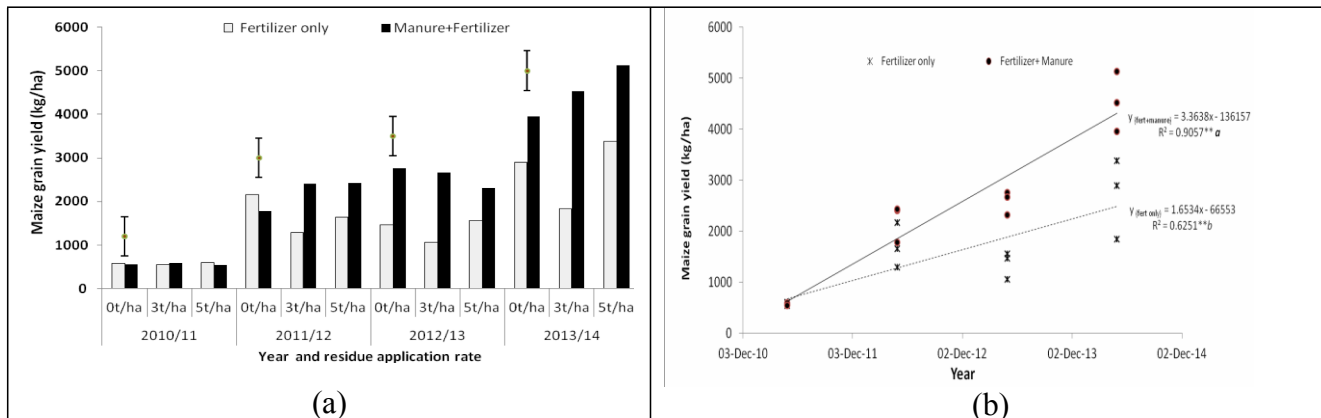 6000
5000
4000
3000
2000
1000
0
Maize grain yield (kg/ha)
Fertilizer only
Manure+Fertilizer
0t/ha 3t/ha 5t/ha 0t/ha 3t/ha 5t/ha 0t/ha 3t/ha 5t/ha 0t/ha 3t/ha 5t/ha
2010/11 2011/12 2012/13 2013/14
Year and residue application rate
(a)
6000
5000
4000
3000
2000
1000
0
Maize grain yield (kg/ha)
Fertilizer only
Fertilizer+ Manure
y (fert+manure) = 3.3638x - 136157
R² = 0.9057** a
y (fert only) = 1.6534x - 66553
R² = 0.6251**b
03-Dec-10 03-Dec-11 02-Dec-12 02-Dec-13 02-Dec-14
Year
(b)